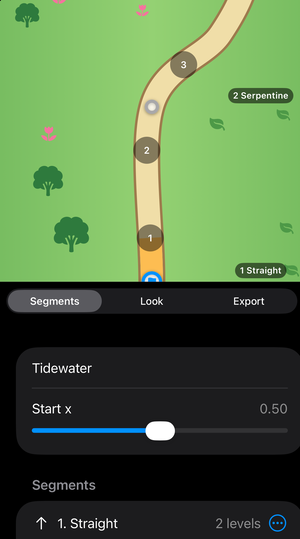 3
2 Serpentine
2
1
1 Straight
Segments Look Export
Tidewater
Start x 0.50
Segments
1. Straight 2 levels